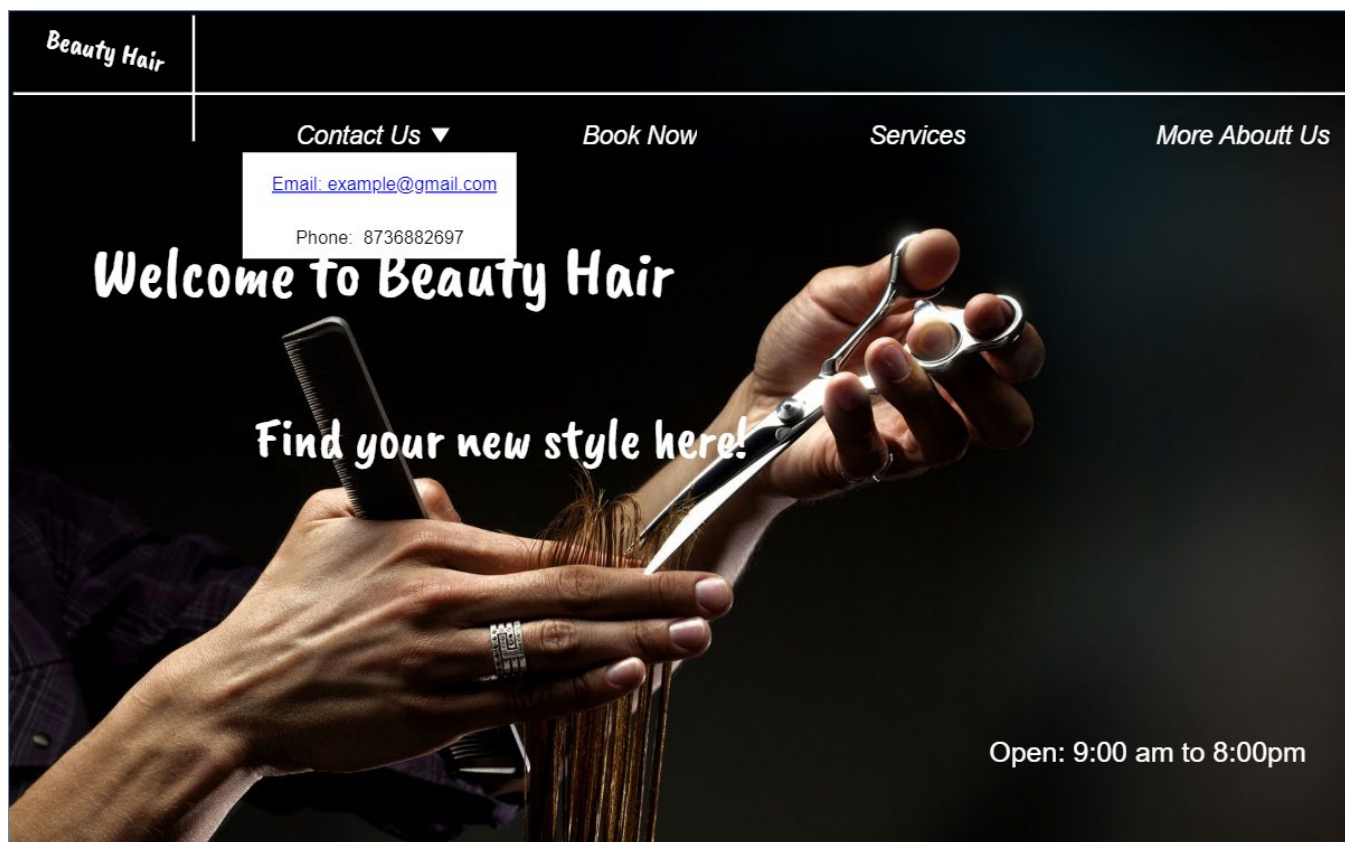 Beauty Hair
Contact Us ▼ Book Now Services More Aboutt Us
Email: example@gmail.com
Phone: 8736882697
Welcome to Beauty Hair
Find your new style here!
Open: 9:00 am to 8:00pm